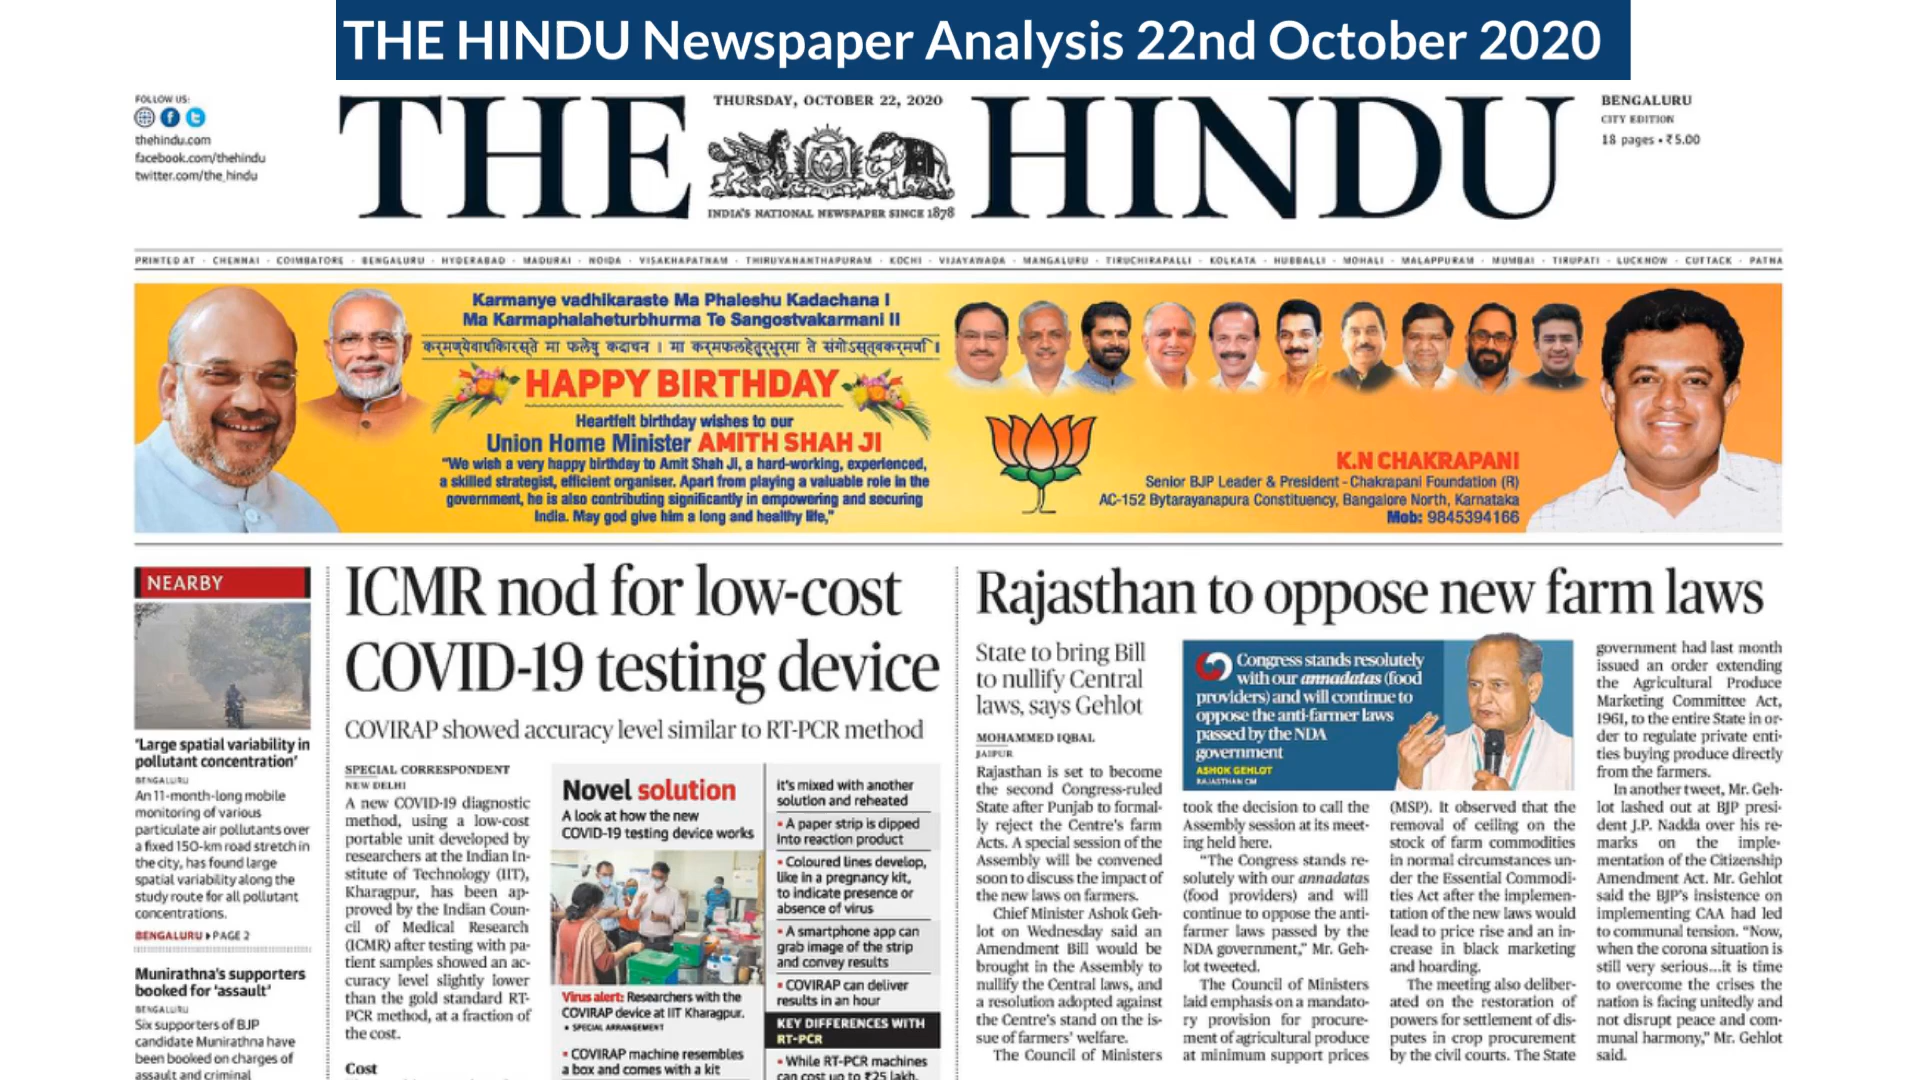 THE HINDU Newspaper Analysis 22nd October 2020
FOLLOW US:
thehindu.com
facebook.com/thehindu
twitter.com/the_hindu
THE HINDU
THURSDAY, OCTOBER 22, 2020
INDIA'S NATIONAL NEWSPAPER SINCE 1878
BENGALURU
CITY EDITION
18 pages • ₹5.00
PRINTED AT · CHENNAI · COIMBATORE · BENGALURU · HYDERABAD · MADURAI · NOIDA · VISAKHAPATNAM · THIRUVANANTHAPURAM · KOCHI · VIJAYAWADA · MANGALURU · TIRUCHIRAPALLI · KOLKATA · HUBBALLI · MOHALI · MALAPPURAM · MUMBAI · TIRUPATI · LUCKNOW · CUTTACK · PATNA
Karmanye vadhikaraste Ma Phaleshu Kadachana I
Ma Karmaphalaheturbhurma Te Sangostvakarmani II
कर्मण्येवाधिकारस्ते मा फलेषु कदाचन । मा कर्मफलहेतुर्भुर्मा ते संगोऽस्त्वकर्मणि ।
HAPPY BIRTHDAY
Heartfelt birthday wishes to our
Union Home Minister AMITH SHAH JI
"We wish a very happy birthday to Amit Shah Ji, a hard-working, experienced,
a skilled strategist, efficient organiser. Apart from playing a valuable role in the
government, he is also contributing significantly in empowering and securing
India. May god give him a long and healthy life,"
K.N CHAKRAPANI
Senior BJP Leader & President - Chakrapani Foundation (R)
AC-152 Bytarayanapura Constituency, Bangalore North, Karnataka
Mob: 9845394166
NEARBY
'Large spatial variability in
pollutant concentration'
BENGALURU
An 11-month-long mobile
monitoring of various
particulate air pollutants over
a fixed 150-km road stretch in
the city, has found large
spatial variability along the
study route for all pollutant
concentrations.
BENGALURU ▸ PAGE 2
Munirathna's supporters
booked for 'assault'
BENGALURU
Six supporters of BJP
candidate Munirathna have
been booked on charges of
assault and criminal
ICMR nod for low-cost
COVID-19 testing device
COVIRAP showed accuracy level similar to RT-PCR method
SPECIAL CORRESPONDENT
NEW DELHI
A new COVID-19 diagnostic
method, using a low-cost
portable unit developed by
researchers at the Indian In-
stitute of Technology (IIT),
Kharagpur, has been ap-
proved by the Indian Coun-
cil of Medical Research
(ICMR) after testing with pa-
tient samples showed an ac-
curacy level slightly lower
than the gold standard RT-
PCR method, at a fraction of
the cost.
Cost
Novel solution
A look at how the new
COVID-19 testing device works
Virus alert: Researchers with the
COVIRAP device at IIT Kharagpur.
• SPECIAL ARRANGEMENT
▪ COVIRAP machine resembles
a box and comes with a kit
it's mixed with another
solution and reheated
▪ A paper strip is dipped
into reaction product
▪ Coloured lines develop,
like in a pregnancy kit,
to indicate presence or
absence of virus
▪ A smartphone app can
grab image of the strip
and convey results
▪ COVIRAP can deliver
results in an hour
KEY DIFFERENCES WITH
RT-PCR
▪ While RT-PCR machines
can cost up to ₹25 lakh,
Rajasthan to oppose new farm laws
State to bring Bill
to nullify Central
laws, says Gehlot
MOHAMMED IQBAL
JAIPUR
Rajasthan is set to become
the second Congress-ruled
State after Punjab to formal-
ly reject the Centre's farm
Acts. A special session of the
Assembly will be convened
soon to discuss the impact of
the new laws on farmers.
Chief Minister Ashok Geh-
lot on Wednesday said an
Amendment Bill would be
brought in the Assembly to
nullify the Central laws, and
a resolution adopted against
the Centre's stand on the is-
sue of farmers' welfare.
The Council of Ministers
Congress stands resolutely
with our annadatas (food
providers) and will continue to
oppose the anti-farmer laws
passed by the NDA
government
ASHOK GEHLOT
RAJASTHAN CM
took the decision to call the
Assembly session at its meet-
ing held here.
"The Congress stands re-
solutely with our annadatas
(food providers) and will
continue to oppose the anti-
farmer laws passed by the
NDA government," Mr. Geh-
lot tweeted.
The Council of Ministers
laid emphasis on a mandato-
ry provision for procure-
ment of agricultural produce
at minimum support prices
(MSP). It observed that the
removal of ceiling on the
stock of farm commodities
in normal circumstances un-
der the Essential Commodi-
ties Act after the implemen-
tation of the new laws would
lead to price rise and an in-
crease in black marketing
and hoarding.
The meeting also deliber-
ated on the restoration of
powers for settlement of dis-
putes in crop procurement
by the civil courts. The State
government had last month
issued an order extending
the Agricultural Produce
Marketing Committee Act,
1961, to the entire State in or-
der to regulate private enti-
ties buying produce directly
from the farmers.
In another tweet, Mr. Geh-
lot lashed out at BJP presi-
dent J.P. Nadda over his re-
marks on the imple-
mentation of the Citizenship
Amendment Act. Mr. Gehlot
said the BJP's insistence on
implementing CAA had led
to communal tension. "Now,
when the corona situation is
still very serious...it is time
to overcome the crises the
nation is facing unitedly and
not disrupt peace and com-
munal harmony," Mr. Gehlot
said.